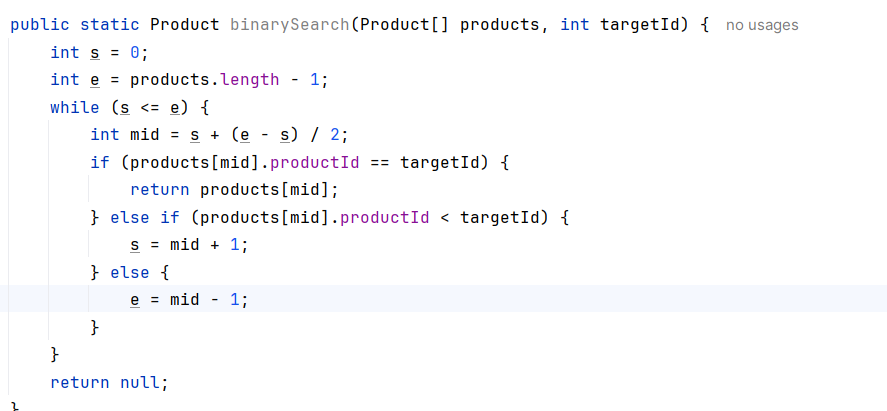 public static Product binarySearch(Product[] products, int targetId) { no usages
    int s = 0;
    int e = products.length - 1;
    while (s <= e) {
        int mid = s + (e - s) / 2;
        if (products[mid].productId == targetId) {
            return products[mid];
        } else if (products[mid].productId < targetId) {
            s = mid + 1;
        } else {
            e = mid - 1;
        }
    }
    return null;
}